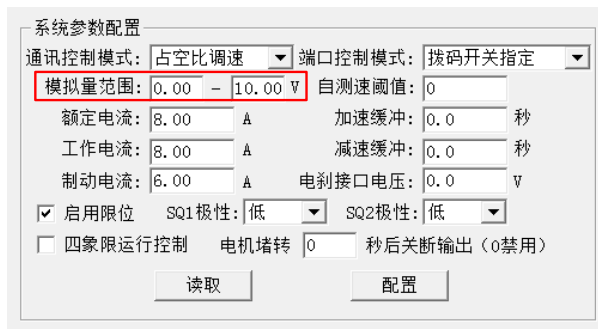 系统参数配置
通讯控制模式: 占空比调速 端口控制模式: 拨码开关指定
模拟量范围: 0.00 - 10.00 V 自测速阈值: 0
额定电流: 8.00 A 加速缓冲: 0.0 秒
工作电流: 8.00 A 减速缓冲: 0.0 秒
制动电流: 6.00 A 电刹接口电压: 0.0 V
启用限位 SQ1极性: 低 SQ2极性: 低
四象限运行控制 电机堵转 0 秒后关断输出（0禁用）
读取 配置